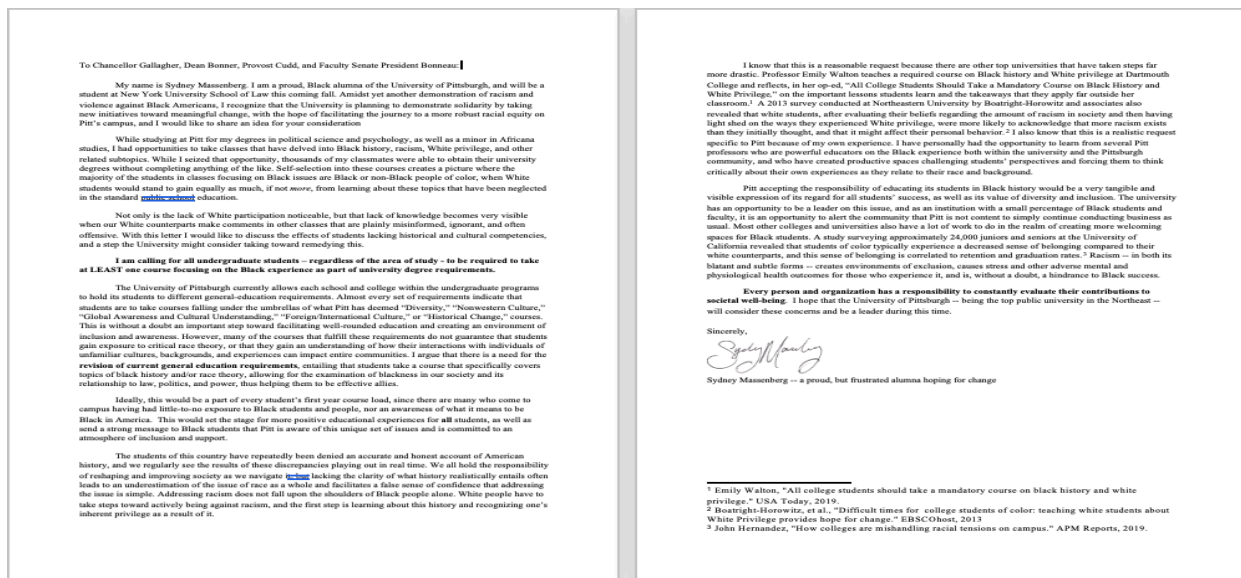 To Chancellor Gallagher, Dean Bonner, Provost Cudd, and Faculty Senate President Bonneau:
My name is Sydney Massenberg. I am a proud, Black alumna of the University of Pittsburgh, and will be a
student at New York University School of Law this coming fall. Amidst yet another demonstration of racism and
violence against Black Americans, I recognize that the University is planning to demonstrate solidarity by taking
new initiatives toward meaningful change, with the hope of facilitating the journey to a more robust racial equity on
Pitt's campus, and I would like to share an idea for your consideration
While studying at Pitt for my degrees in political science and psychology, as well as a minor in Africana
studies, I had opportunities to take classes that have delved into Black history, racism, White privilege, and other
related subtopics. While I seized that opportunity, thousands of my classmates were able to obtain their university
degrees without completing anything of the like. Self-selection into these courses creates a picture where the
majority of the students in classes focusing on Black issues are Black or non-Black people of color, when White
students would stand to gain equally as much, if not more, from learning about these topics that have been neglected
in the standard public school education.
Not only is the lack of White participation noticeable, but that lack of knowledge becomes very visible
when our White counterparts make comments in other classes that are plainly misinformed, ignorant, and often
offensive. With this letter I would like to discuss the effects of students lacking historical and cultural competencies,
and a step the University might consider taking toward remedying this.
I am calling for all undergraduate students – regardless of the area of study - to be required to take
at LEAST one course focusing on the Black experience as part of university degree requirements.
The University of Pittsburgh currently allows each school and college within the undergraduate programs
to hold its students to different general-education requirements. Almost every set of requirements indicate that
students are to take courses falling under the umbrellas of what Pitt has deemed "Diversity," "Nonwestern Culture,"
"Global Awareness and Cultural Understanding," "Foreign/International Culture," or "Historical Change," courses.
This is without a doubt an important step toward facilitating well-rounded education and creating an environment of
inclusion and awareness. However, many of the courses that fulfill these requirements do not guarantee that students
gain exposure to critical race theory, or that they gain an understanding of how their interactions with individuals of
unfamiliar cultures, backgrounds, and experiences can impact entire communities. I argue that there is a need for the
revision of current general education requirements, entailing that students take a course that specifically covers
topics of black history and/or race theory, allowing for the examination of blackness in our society and its
relationship to law, politics, and power, thus helping them to be effective allies.
Ideally, this would be a part of every student's first year course load, since there are many who come to
campus having had little-to-no exposure to Black students and people, nor an awareness of what it means to be
Black in America. This would set the stage for more positive educational experiences for all students, as well as
send a strong message to Black students that Pitt is aware of this unique set of issues and is committed to an
atmosphere of inclusion and support.
The students of this country have repeatedly been denied an accurate and honest account of American
history, and we regularly see the results of these discrepancies playing out in real time. We all hold the responsibility
of reshaping and improving society as we navigate it, but lacking the clarity of what history realistically entails often
leads to an underestimation of the issue of race as a whole and facilitates a false sense of confidence that addressing
the issue is simple. Addressing racism does not fall upon the shoulders of Black people alone. White people have to
take steps toward actively being against racism, and the first step is learning about this history and recognizing one's
inherent privilege as a result of it.
I know that this is a reasonable request because there are other top universities that have taken steps far
more drastic. Professor Emily Walton teaches a required course on Black history and White privilege at Dartmouth
College and reflects, in her op-ed, "All College Students Should Take a Mandatory Course on Black History and
White Privilege," on the important lessons students learn and the takeaways that they apply far outside her
classroom.¹ A 2013 survey conducted at Northeastern University by Boatright-Horowitz and associates also
revealed that white students, after evaluating their beliefs regarding the amount of racism in society and then having
light shed on the ways they experienced White privilege, were more likely to acknowledge that more racism exists
than they initially thought, and that it might affect their personal behavior.² I also know that this is a realistic request
specific to Pitt because of my own experience. I have personally had the opportunity to learn from several Pitt
professors who are powerful educators on the Black experience both within the university and the Pittsburgh
community, and who have created productive spaces challenging students' perspectives and forcing them to think
critically about their own experiences as they relate to their race and background.
Pitt accepting the responsibility of educating its students in Black history would be a very tangible and
visible expression of its regard for all students' success, as well as its value of diversity and inclusion. The university
has an opportunity to be a leader on this issue, and as an institution with a small percentage of Black students and
faculty, it is an opportunity to alert the community that Pitt is not content to simply continue conducting business as
usual. Most other colleges and universities also have a lot of work to do in the realm of creating more welcoming
spaces for Black students. A study surveying approximately 24,000 juniors and seniors at the University of
California revealed that students of color typically experience a decreased sense of belonging compared to their
white counterparts, and this sense of belonging is correlated to retention and graduation rates.³ Racism -- in both its
blatant and subtle forms -- creates environments of exclusion, causes stress and other adverse mental and
physiological health outcomes for those who experience it, and is, without a doubt, a hindrance to Black success.
Every person and organization has a responsibility to constantly evaluate their contributions to
societal well-being. I hope that the University of Pittsburgh -- being the top public university in the Northeast --
will consider these concerns and be a leader during this time.
Sincerely,
Sydney Massenberg -- a proud, but frustrated alumna hoping for change
¹ Emily Walton, "All college students should take a mandatory course on black history and white
privilege." USA Today, 2019.
² Boatright-Horowitz, et al., "Difficult times for college students of color: teaching white students about
White Privilege provides hope for change." EBSCOhost, 2013
³ John Hernandez, "How colleges are mishandling racial tensions on campus." APM Reports, 2019.